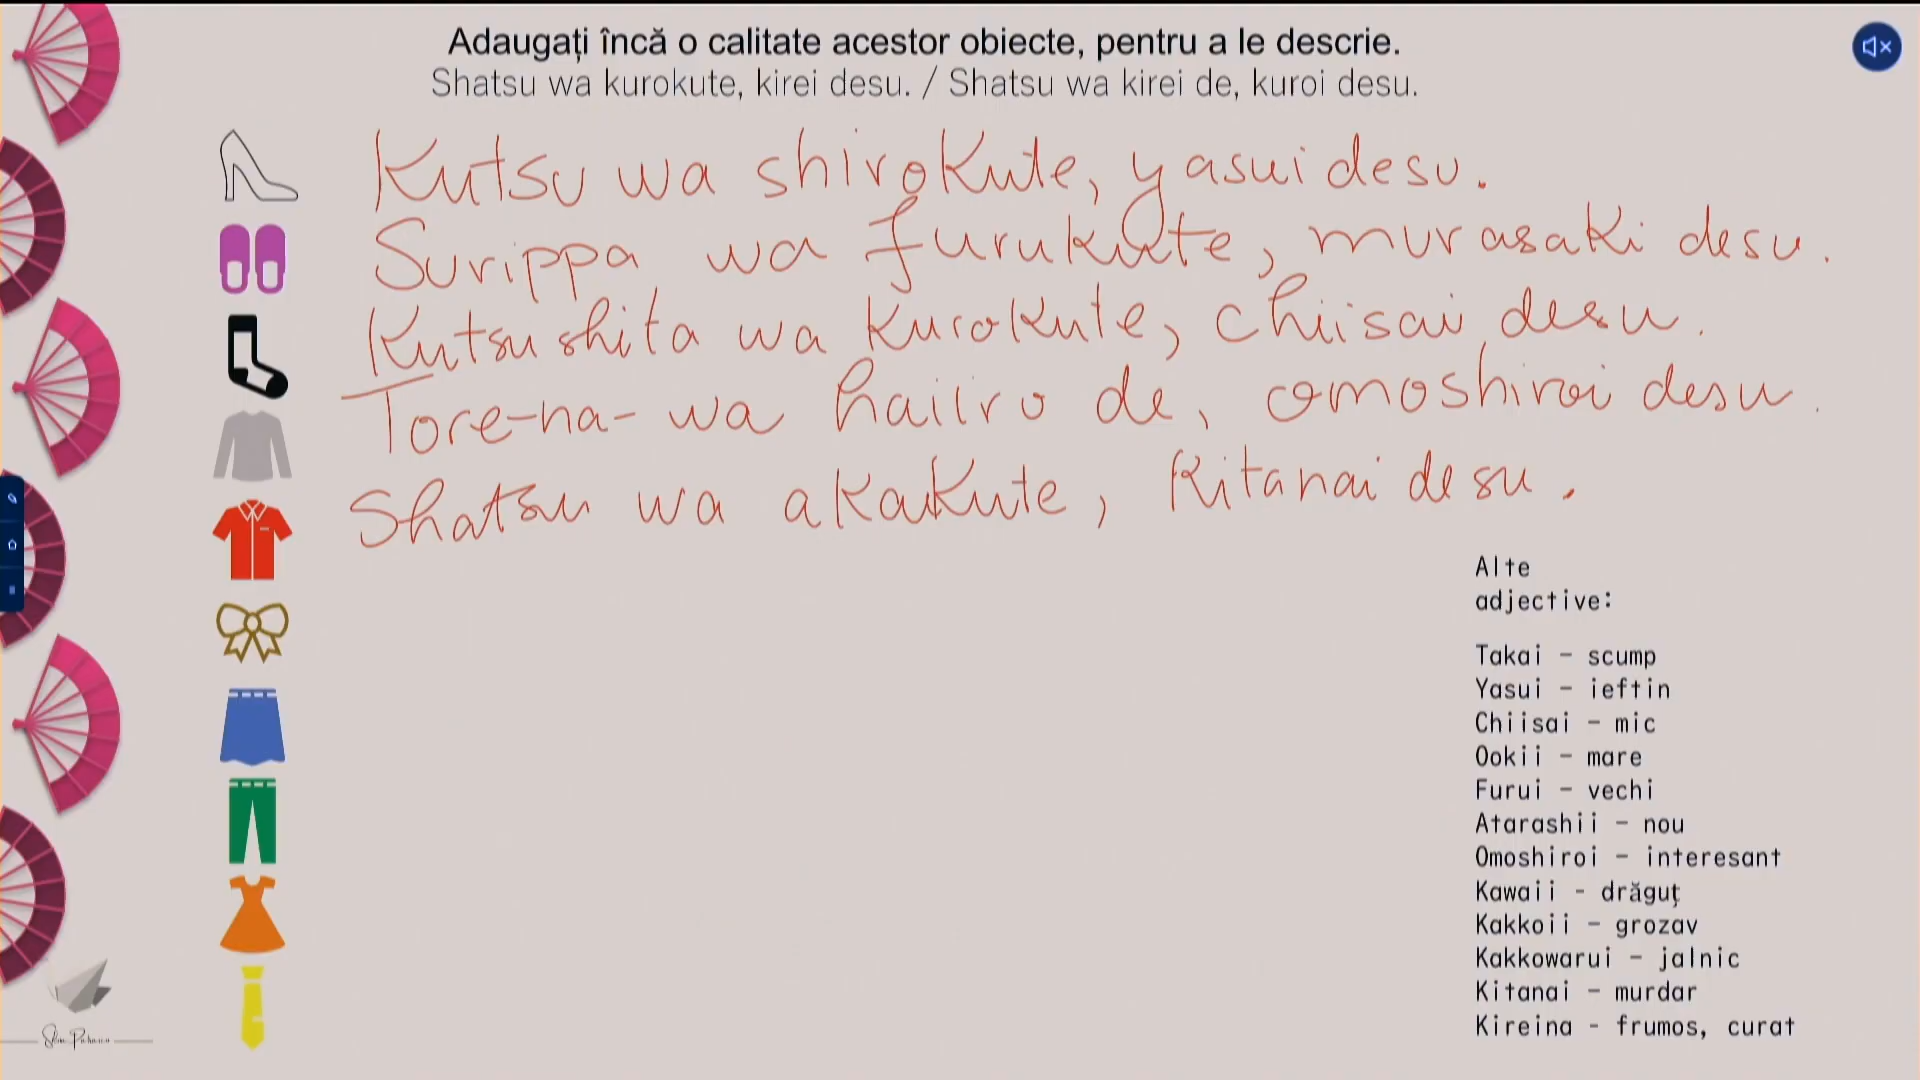 Adaugați încă o calitate acestor obiecte, pentru a le descrie.
Shatsu wa kurokute, kirei desu. / Shatsu wa kirei de, kuroi desu.
Kutsu wa shirokute, yasui desu.
Surippa wa furukute, murasaki desu.
Kutsushita wa kurokute, chiisai desu.
Tore-na- wa hairo de, omoshiroi desu.
Shatsu wa akakute, kitanai desu.
Alte
adjective:
Takai - scump
Yasui - ieftin
Chiisai - mic
Ookii - mare
Furui - vechi
Atarashii - nou
Omoshiroi - interesant
Kawaii - drăguț
Kakkoii - grozav
Kakkowarui - jalnic
Kitanai - murdar
Kireina - frumos, curat